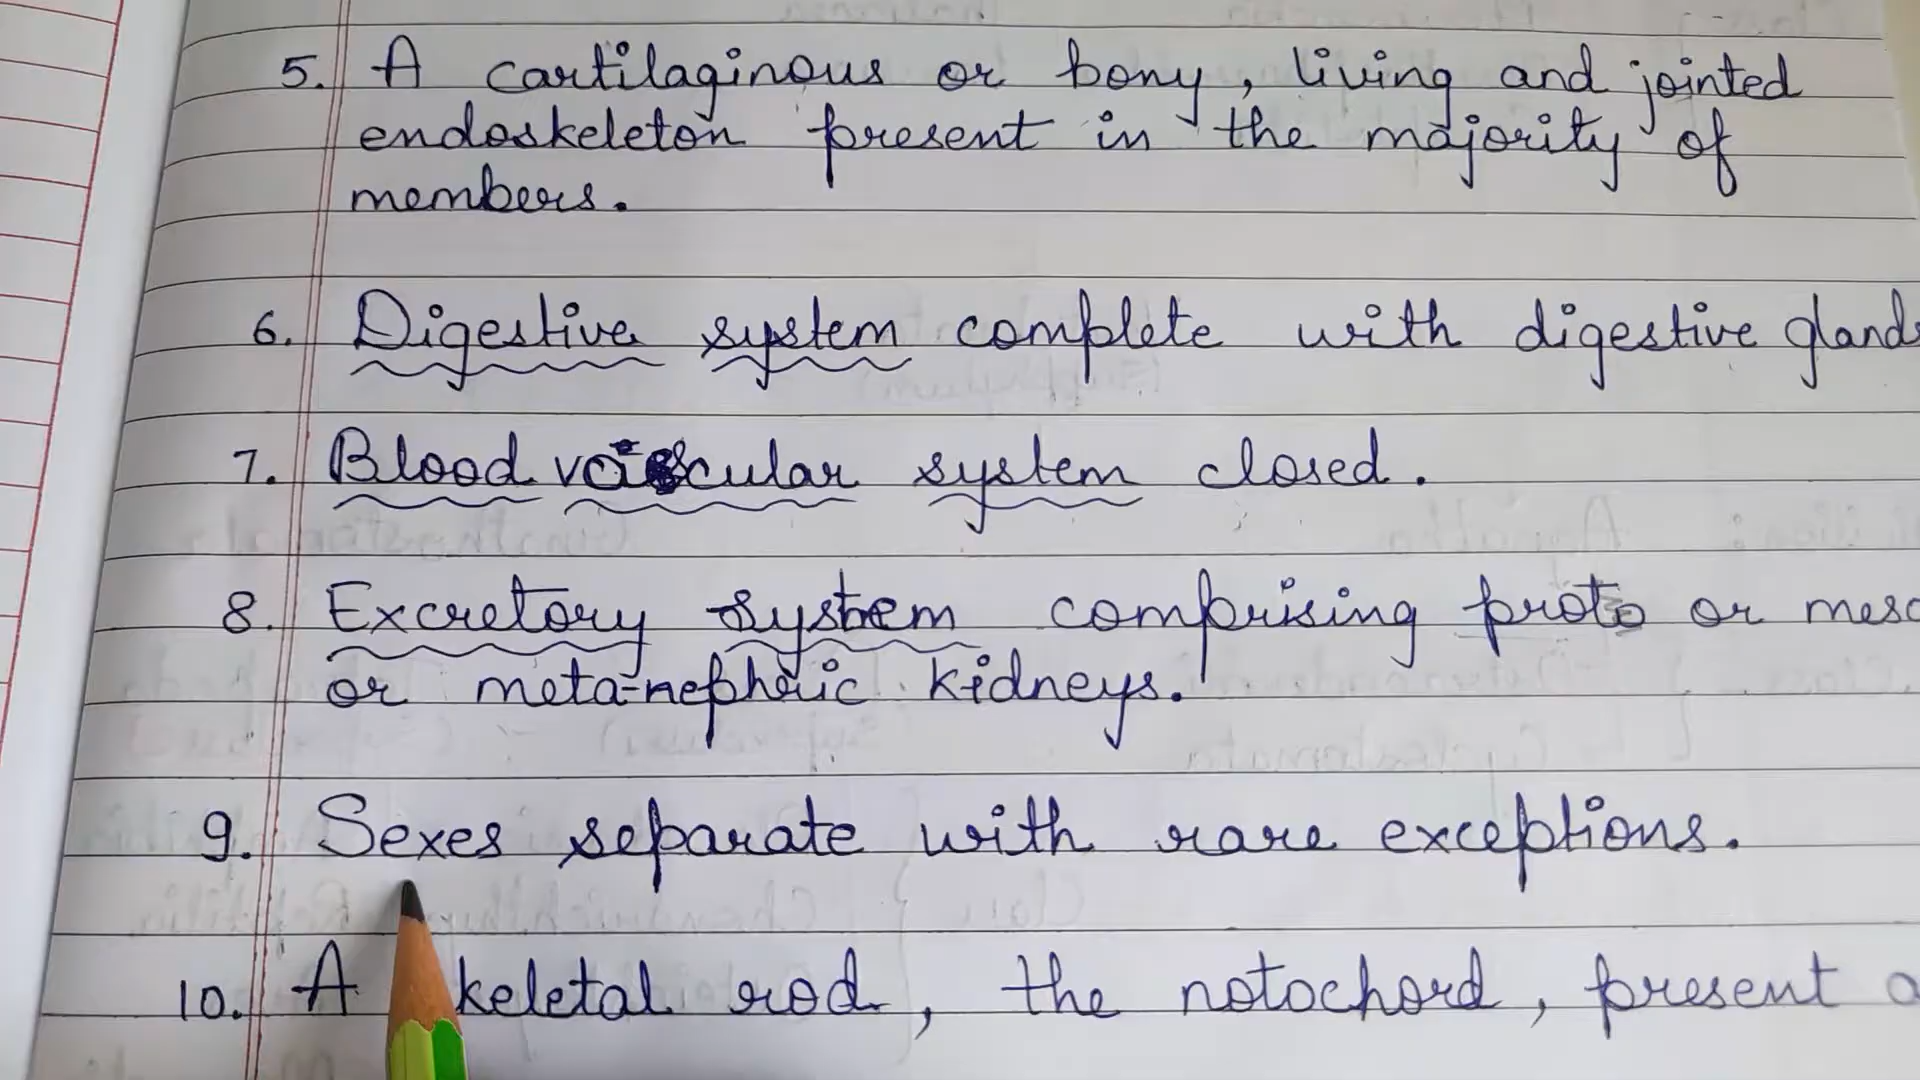 5. A cartilaginous or bony, living and jointed
endoskeleton present in the majority of
members.
6. Digestive system complete with digestive glands
7. Blood vascular system closed.
8. Excretory system comprising proto or meso
or meta-nephric kidneys.
9. Sexes separate with rare exceptions.
10. A keletal rod, the notochord, present